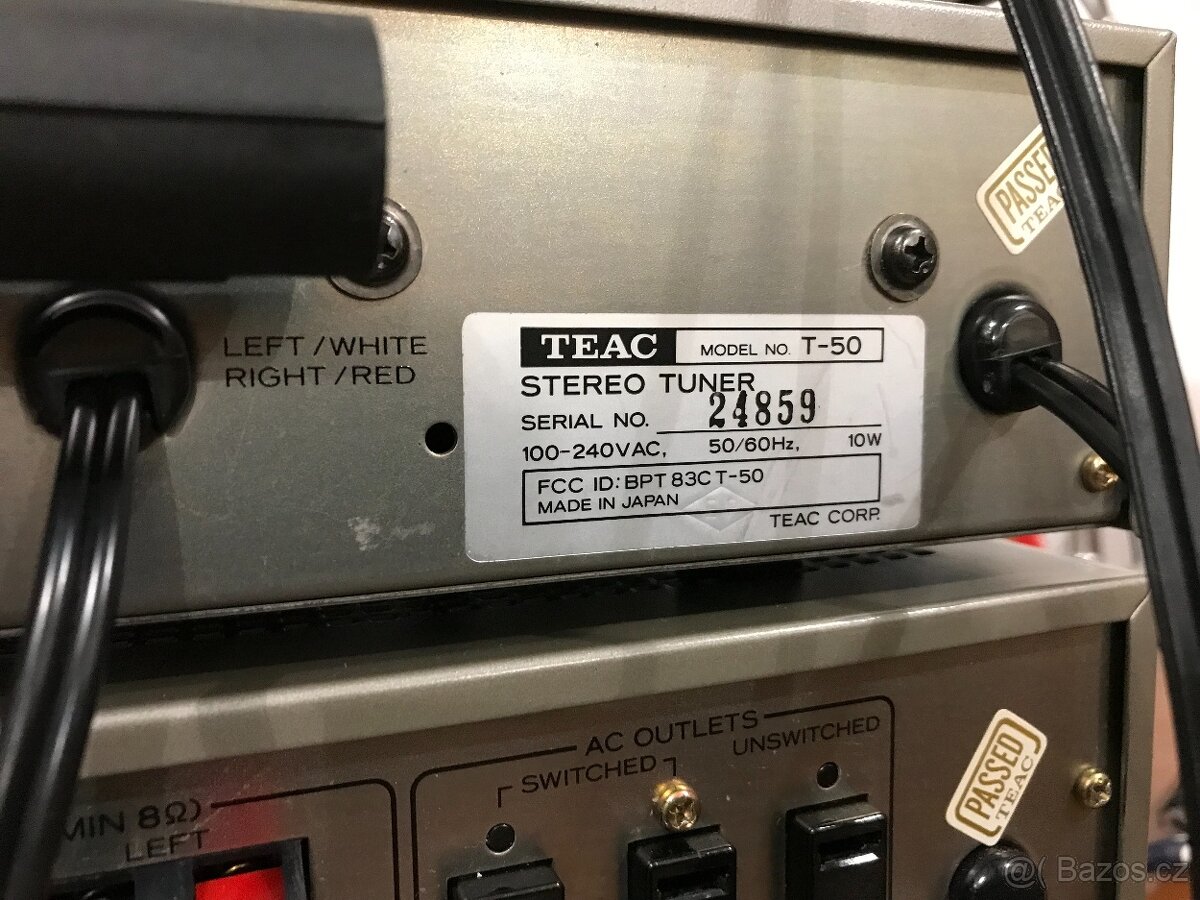 PASSED
TEAC
LEFT/WHITE
RIGHT/RED
TEAC MODEL NO. T-50
STEREO TUNER
SERIAL NO. 24859
100-240VAC, 50/60Hz, 10W
FCC ID: BPT83CT-50
MADE IN JAPAN
TEAC CORP.
AC OUTLETS
SWITCHED
UNSWITCHED
MIN 8Ω)
LEFT
PASSED
TEAC
@( Bazos.cz